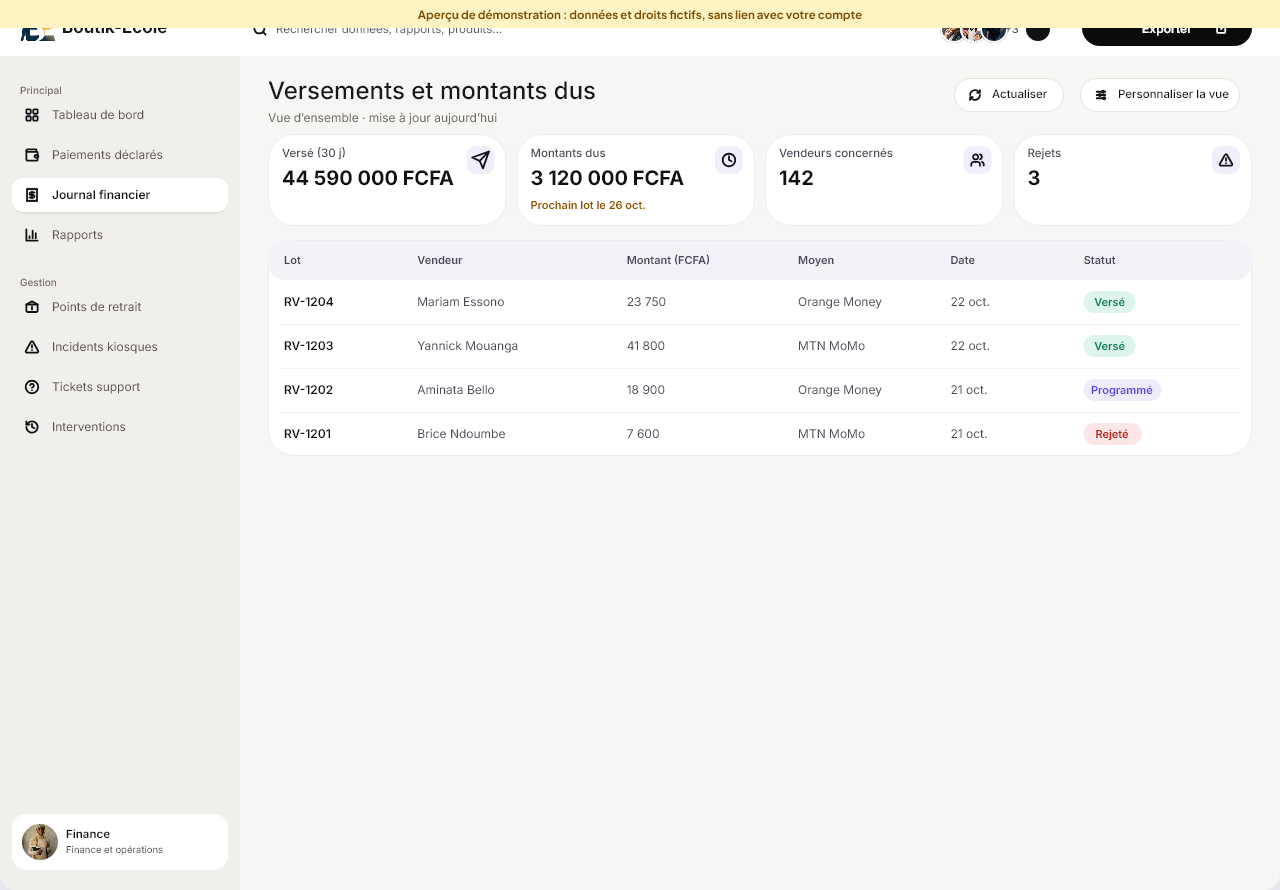 Aperçu de démonstration : données et droits fictifs, sans lien avec votre compte
Boutik-École
Rechercher données, rapports, produits...
+3
Exporter
Principal
Tableau de bord
Paiements déclarés
Journal financier
Rapports
Gestion
Points de retrait
Incidents kiosques
Tickets support
Interventions
Finance
Finance et opérations
Versements et montants dus
Vue d'ensemble · mise à jour aujourd'hui
Actualiser
Personnaliser la vue
Versé (30 j)
44 590 000 FCFA
Montants dus
3 120 000 FCFA
Prochain lot le 26 oct.
Vendeurs concernés
142
Rejets
3
Lot Vendeur Montant (FCFA) Moyen Date Statut
RV-1204 Mariam Essono 23 750 Orange Money 22 oct. Versé
RV-1203 Yannick Mouanga 41 800 MTN MoMo 22 oct. Versé
RV-1202 Aminata Bello 18 900 Orange Money 21 oct. Programmé
RV-1201 Brice Ndoumbe 7 600 MTN MoMo 21 oct. Rejeté